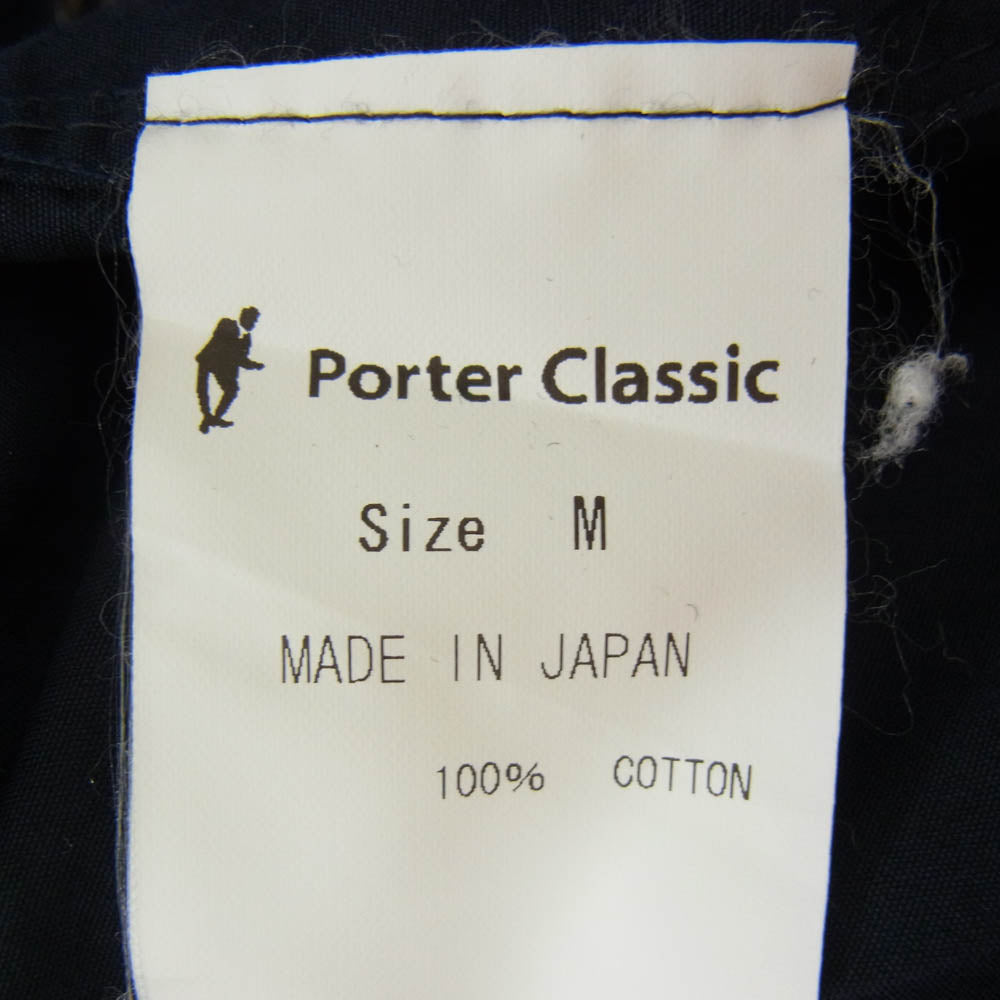 Porter Classic
Size M
MADE IN JAPAN
100% COTTON